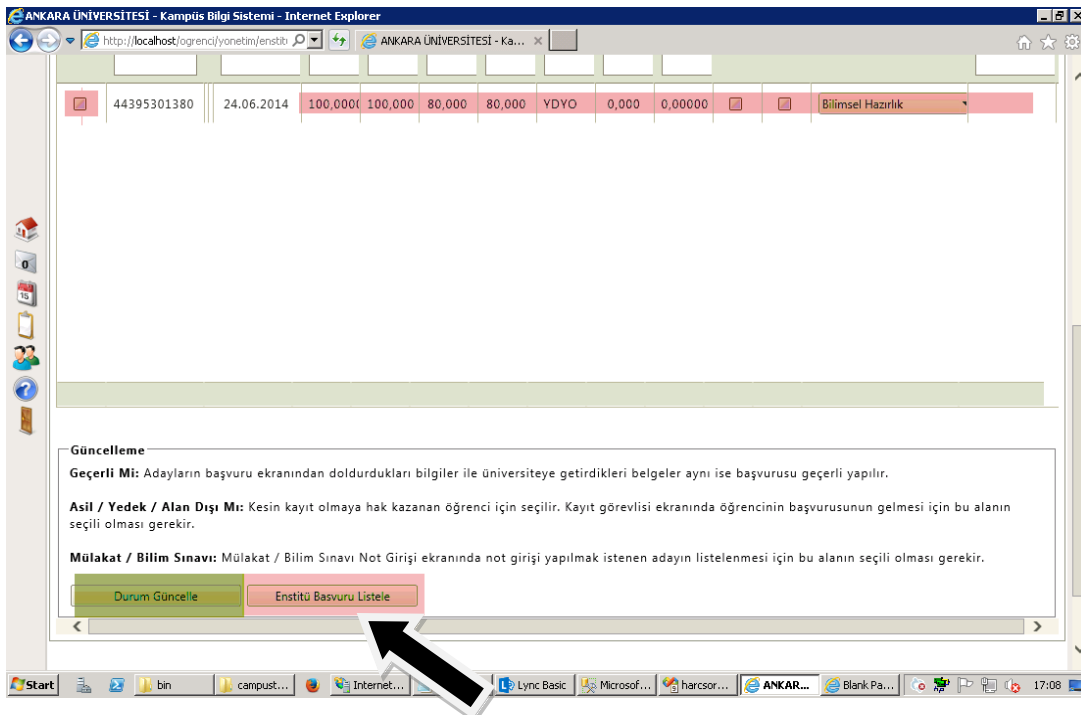 ANKARA ÜNİVERSİTESİ - Kampüs Bilgi Sistemi - Internet Explorer
http://localhost/ogrenci/yonetim/enstitı
ANKARA ÜNİVERSİTESİ - Ka...
44395301380 24.06.2014 100,0000 100,000 80,000 80,000 YDYO 0,000 0,00000 Bilimsel Hazırlık
0
15
Güncelleme
Geçerli Mi: Adayların başvuru ekranından doldurdukları bilgiler ile üniversiteye getirdikleri belgeler aynı ise başvurusu geçerli yapılır.
Asil / Yedek / Alan Dışı Mı: Kesin kayıt olmaya hak kazanan öğrenci için seçilir. Kayıt görevlisi ekranında öğrencinin başvurusunun gelmesi için bu alanın
seçili olması gerekir.
Mülakat / Bilim Sınavı: Mülakat / Bilim Sınavı Not Girişi ekranında not girişi yapılmak istenen adayın listelenmesi için bu alanın seçili olması gerekir.
Durum Güncelle Enstitü Basvuru Listele
Start bin campust... Internet... Lync Basic Microsof... harcsor... ANKAR... Blank Pa... 17:08